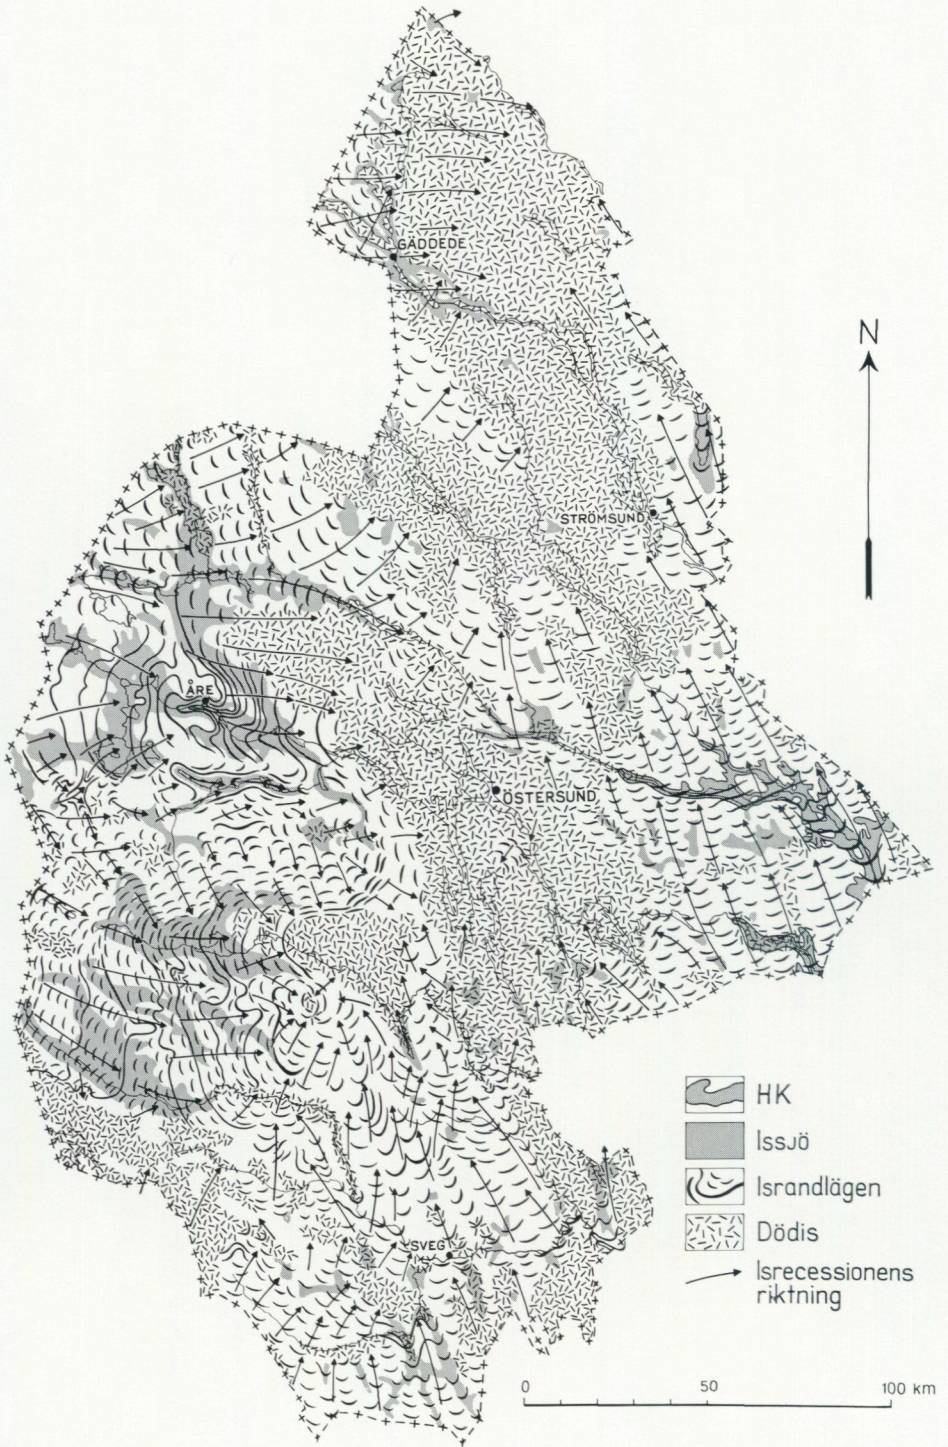 GÄDDEDE
N
STRÖMSUND
ÅRE
ÖSTERSUND
HK
Issjö
Israndlägen
Dödis
SVEG
Isrecessionens
riktning
0 50 100 km